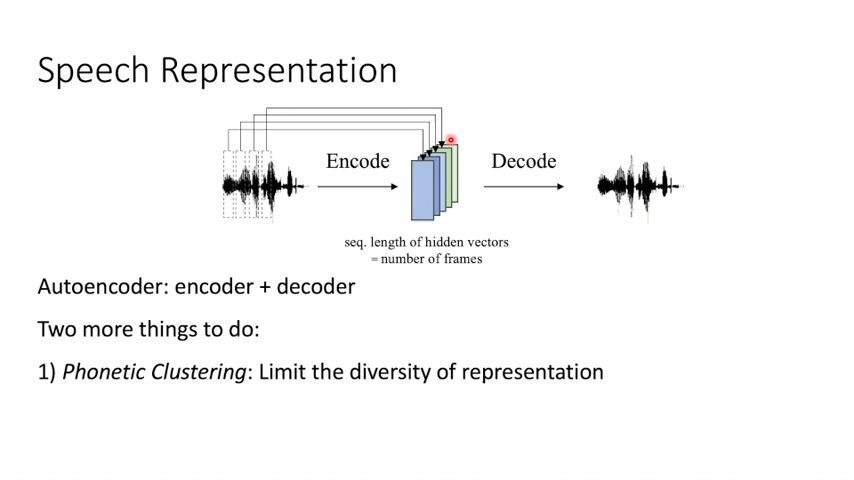 Speech Representation
Encode
Decode
seq. length of hidden vectors
= number of frames
Autoencoder: encoder + decoder
Two more things to do:
1) Phonetic Clustering: Limit the diversity of representation